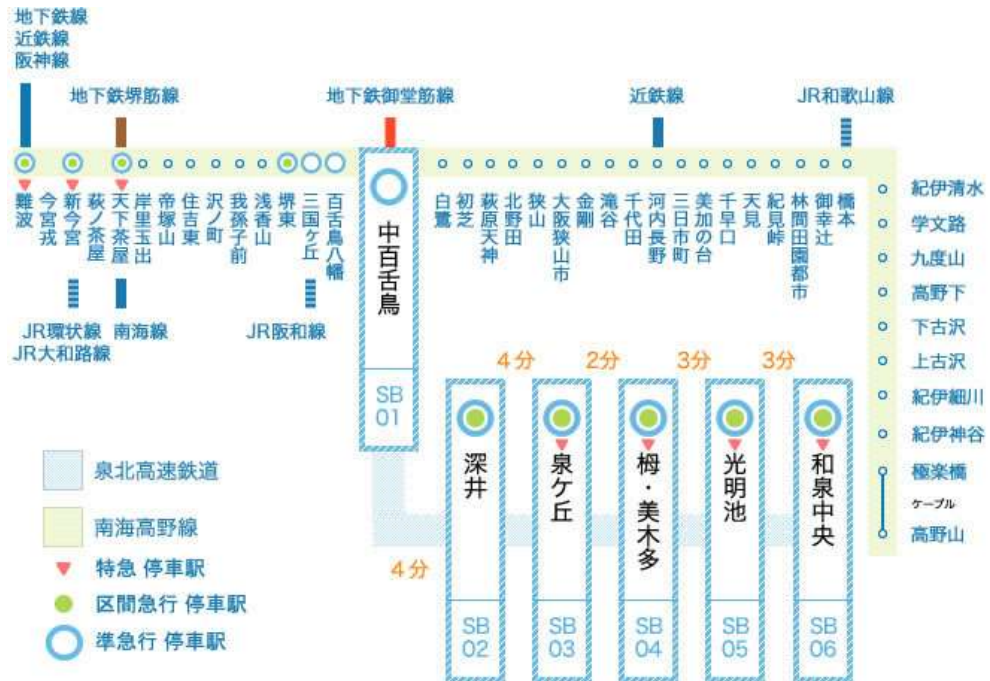 地下鉄線
近鉄線
阪神線
地下鉄堺筋線
地下鉄御堂筋線
近鉄線
JR和歌山線
難波
今宮戎
新今宮
萩ノ茶屋
天下茶屋
岸里玉出
帝塚山
住吉東
沢ノ町
我孫子前
浅香山
堺東
三国ヶ丘
百舌鳥八幡
中百舌鳥
SB
01
白鷺
初芝
萩原天神
北野田
狭山
大阪狭山市
金剛
滝谷
千代田
河内長野
三日市町
美加の台
千早口
天見
紀見峠
林間田園都市
御幸辻
橋本
紀伊清水
学文路
九度山
高野下
下古沢
上古沢
紀伊細川
紀伊神谷
極楽橋
ケーブル
高野山
JR環状線
JR大和路線
南海線
JR阪和線
4分
4分
2分
3分
3分
深井
SB
02
泉ケ丘
SB
03
栂・美木多
SB
04
光明池
SB
05
和泉中央
SB
06
泉北高速鉄道
南海高野線
特急 停車駅
区間急行 停車駅
準急行 停車駅